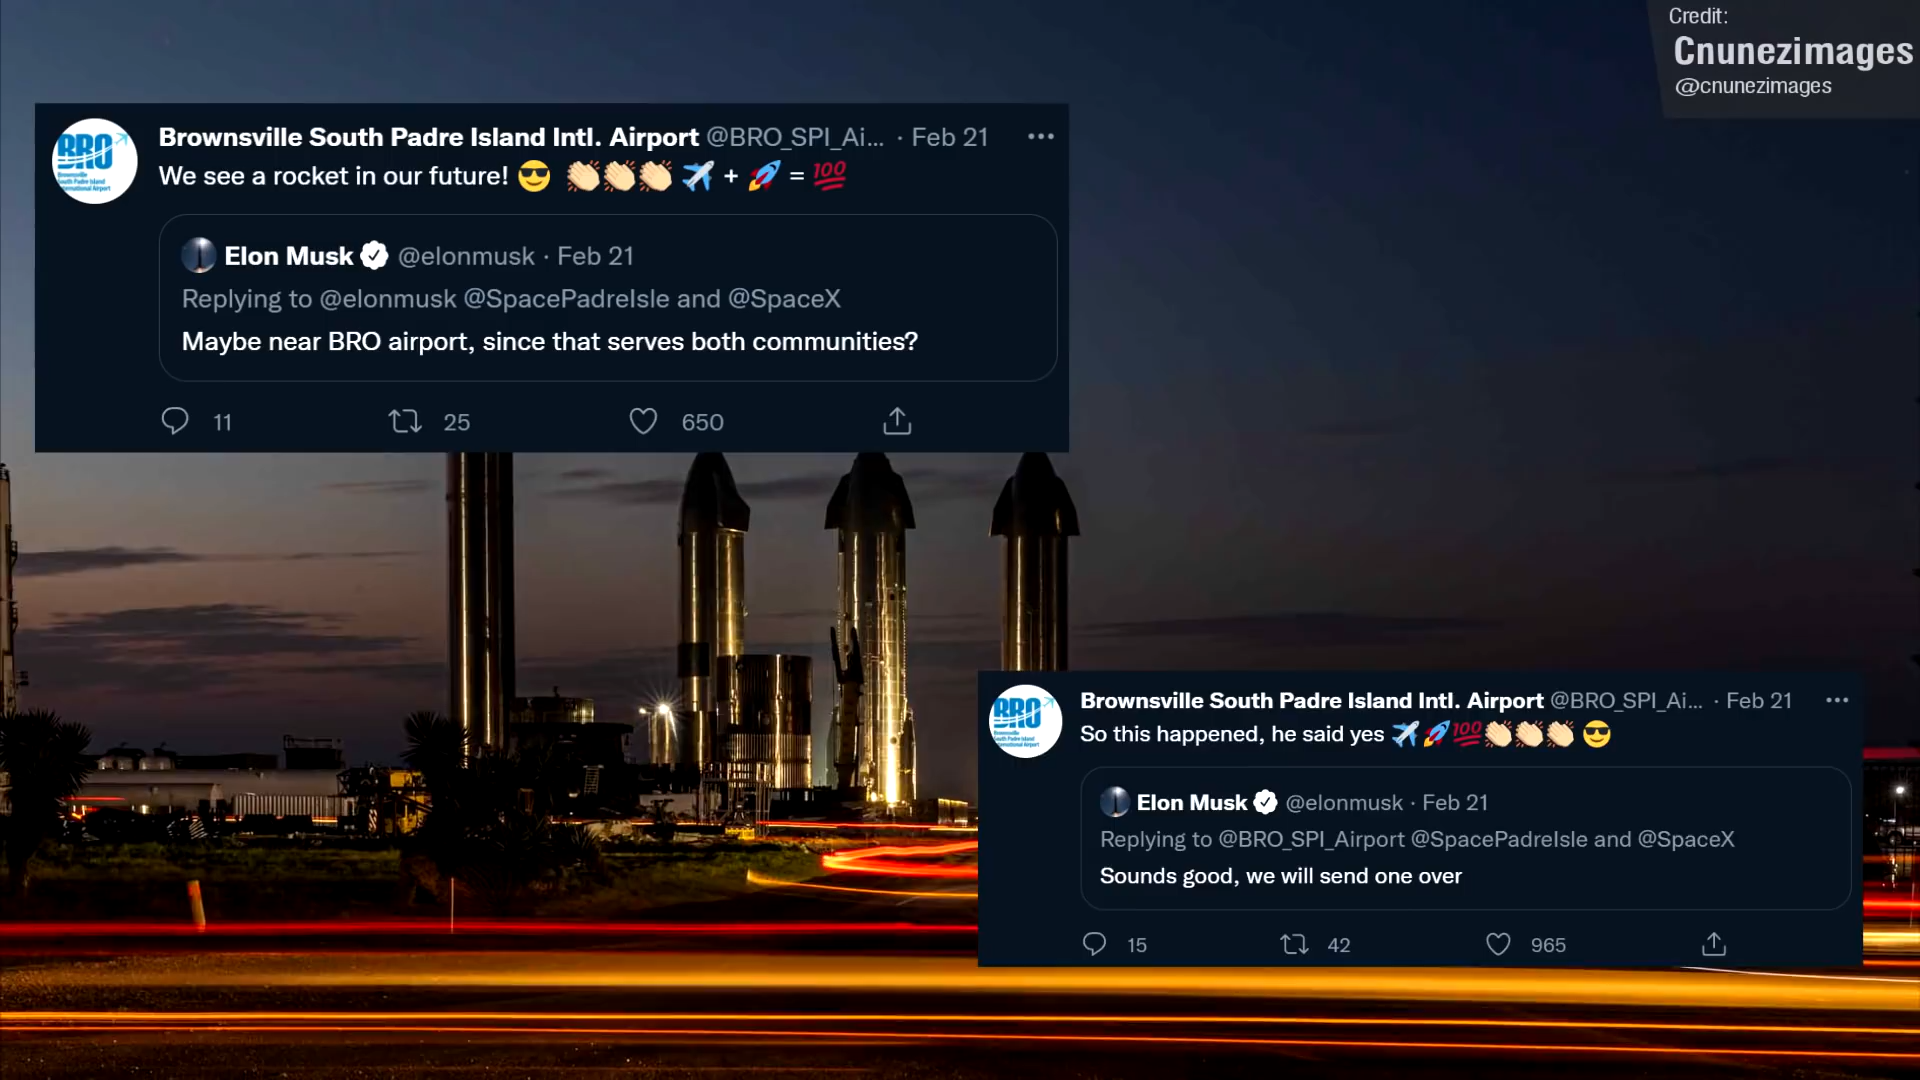 Credit:
Cnunezimages
@cnunezimages
BRO
Brownsville South Padre Island Intl. Airport @BRO_SPI_Ai... · Feb 21
We see a rocket in our future! 😎 👏🏻👏🏻👏🏻 ✈️ + 🚀 = 💯
Elon Musk @elonmusk · Feb 21
Replying to @elonmusk @SpacePadreIsle and @SpaceX
Maybe near BRO airport, since that serves both communities?
11 25 650
BRO
Brownsville South Padre Island Intl. Airport @BRO_SPI_Ai... · Feb 21
So this happened, he said yes ✈️🚀💯👏🏻👏🏻👏🏻 😎
Elon Musk @elonmusk · Feb 21
Replying to @BRO_SPI_Airport @SpacePadreIsle and @SpaceX
Sounds good, we will send one over
15 42 965